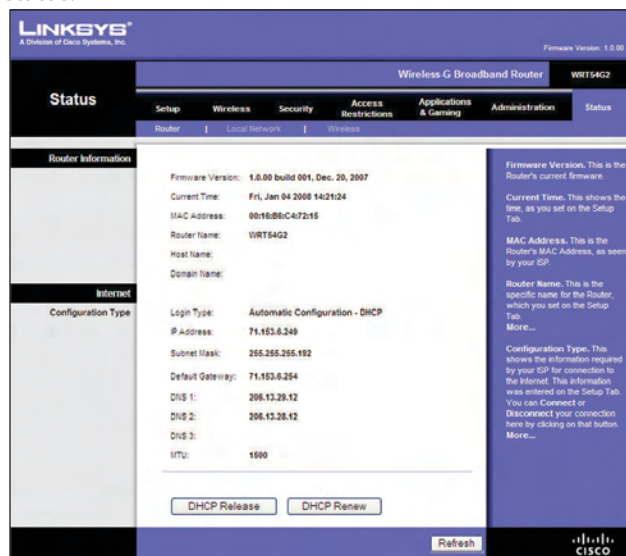 LINKSYS®
A Division of Cisco Systems, Inc.
Firmware Version: 1.0.00
Wireless-G Broadband Router
WRT54G2
Status
Setup
Wireless
Security
Access Restrictions
Applications & Gaming
Administration
Status
Router | Local Network | Wireless
Router Information
Firmware Version: 1.0.00 build 001, Dec. 20, 2007
Current Time: Fri, Jan 04 2008 14:21:24
MAC Address: 00:16:B6:C4:72:15
Router Name: WRT54G2
Host Name:
Domain Name:
Internet
Configuration Type
Login Type: Automatic Configuration - DHCP
IP Address: 71.153.6.249
Subnet Mask: 255.255.255.192
Default Gateway: 71.153.6.254
DNS 1: 206.13.29.12
DNS 2: 206.13.28.12
DNS 3:
MTU: 1500
DHCP Release
DHCP Renew
Firmware Version. This is the
Router's current firmware.
Current Time. This shows the
time, as you set on the Setup
Tab.
MAC Address. This is the
Router's MAC Address, as seen
by your ISP.
Router Name. This is the
specific name for the Router,
which you set on the Setup
Tab.
More...
Configuration Type. This
shows the information required
by your ISP for connection to
the Internet. This information
was entered on the Setup Tab.
You can Connect or
Disconnect your connection
here by clicking on that button.
More...
Refresh
CISCO